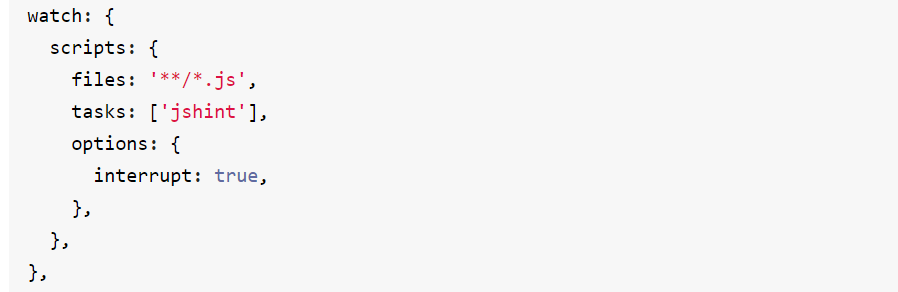 watch: {
  scripts: {
    files: '**/*.js',
    tasks: ['jshint'],
    options: {
      interrupt: true,
    },
  },
},